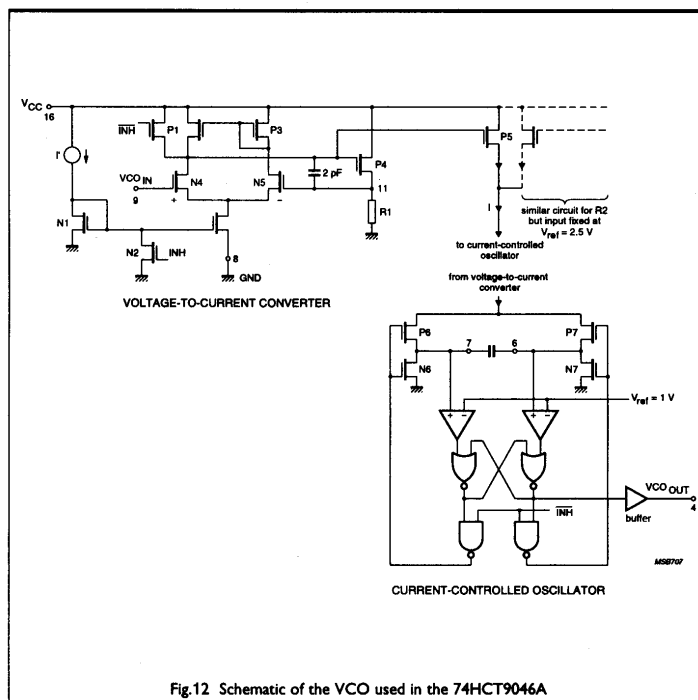 VCC
16
INH
P1
P3
P4
P5
I'
VCO IN
9
N4
+
N5
−
2 pF
11
R1
N1
N2
INH
8
GND
I
similar circuit for R2
but input fixed at
Vref = 2.5 V
to current-controlled
oscillator
VOLTAGE-TO-CURRENT CONVERTER
from voltage-to-current
converter
P6
P7
7
6
N6
N7
Vref = 1 V
+ −
+ −
VCO OUT
4
INH
buffer
MSB707
CURRENT-CONTROLLED OSCILLATOR
Fig.12 Schematic of the VCO used in the 74HCT9046A